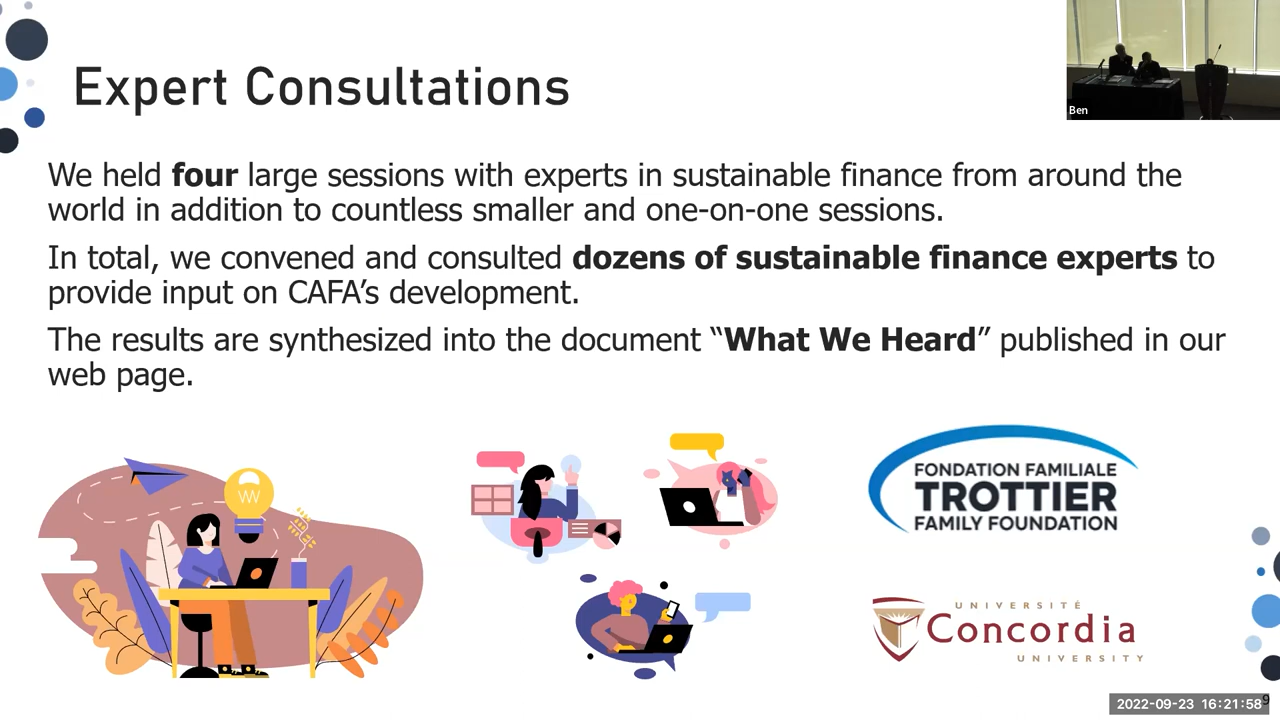 Expert Consultations
Ben
We held four large sessions with experts in sustainable finance from around the
world in addition to countless smaller and one-on-one sessions.
In total, we convened and consulted dozens of sustainable finance experts to
provide input on CAFA’s development.
The results are synthesized into the document “What We Heard” published in our
web page.
FONDATION FAMILIALE
TROTTIER
FAMILY FOUNDATION
UNIVERSITÉ
Concordia
UNIVERSITY
2022-09-23 16:21:58
9